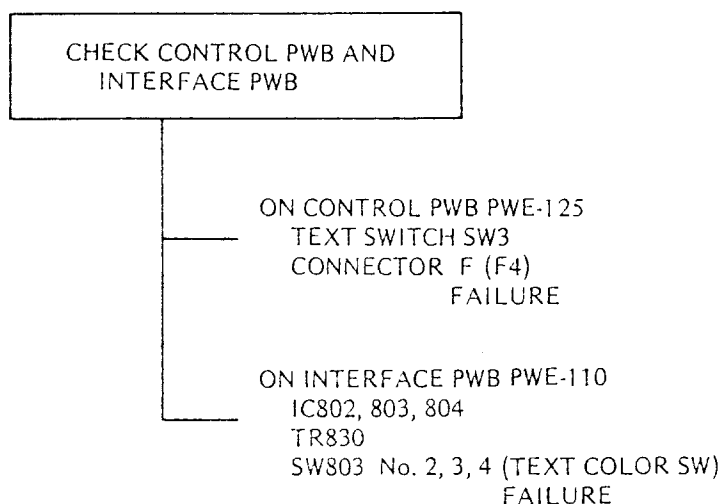 CHECK CONTROL PWB AND
INTERFACE PWB
ON CONTROL PWB PWE-125
TEXT SWITCH SW3
CONNECTOR F (F4)
FAILURE
ON INTERFACE PWB PWE-110
IC802, 803, 804
TR830
SW803 No. 2, 3, 4 (TEXT COLOR SW)
FAILURE